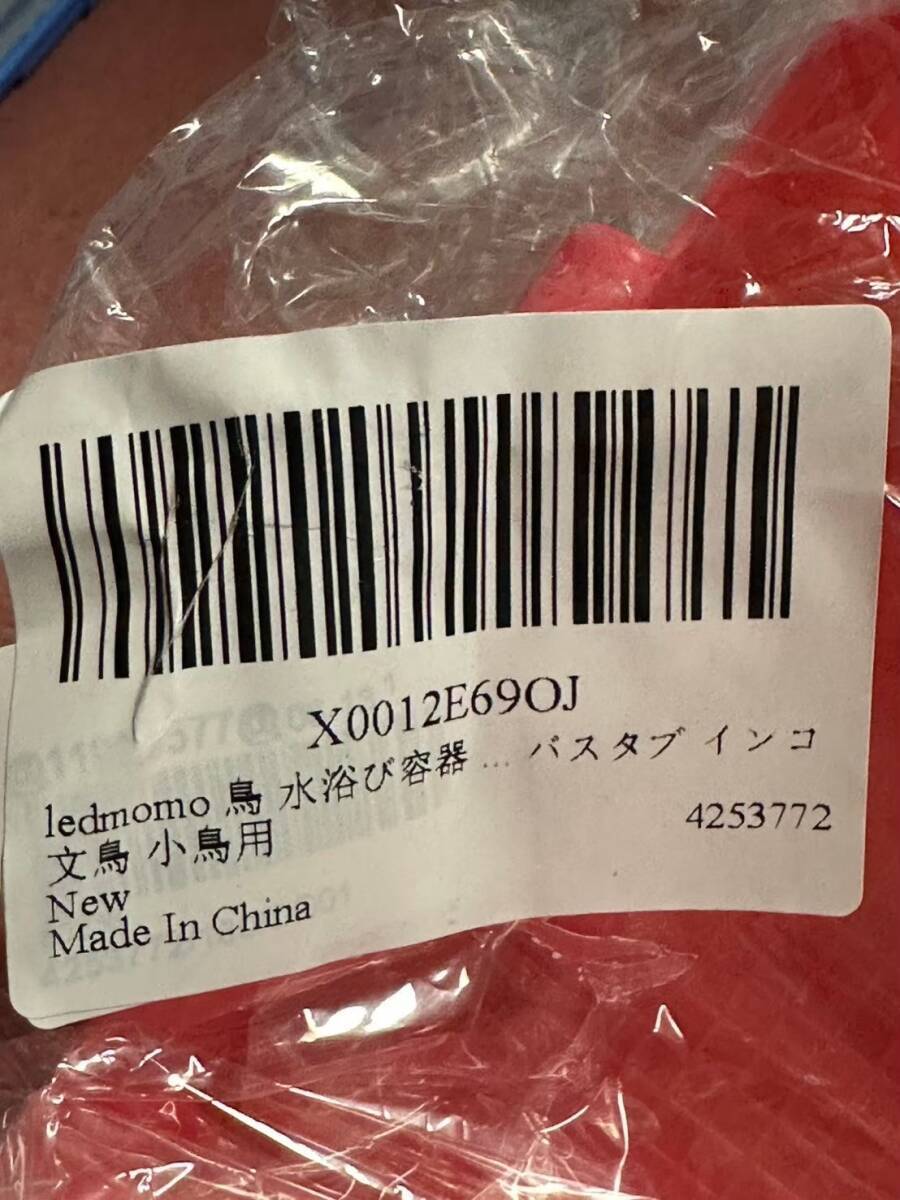 X0012E69OJ
ledmomo 鳥 水浴び容器 ... バスタブ インコ
文鳥 小鳥用
4253772
New
Made In China